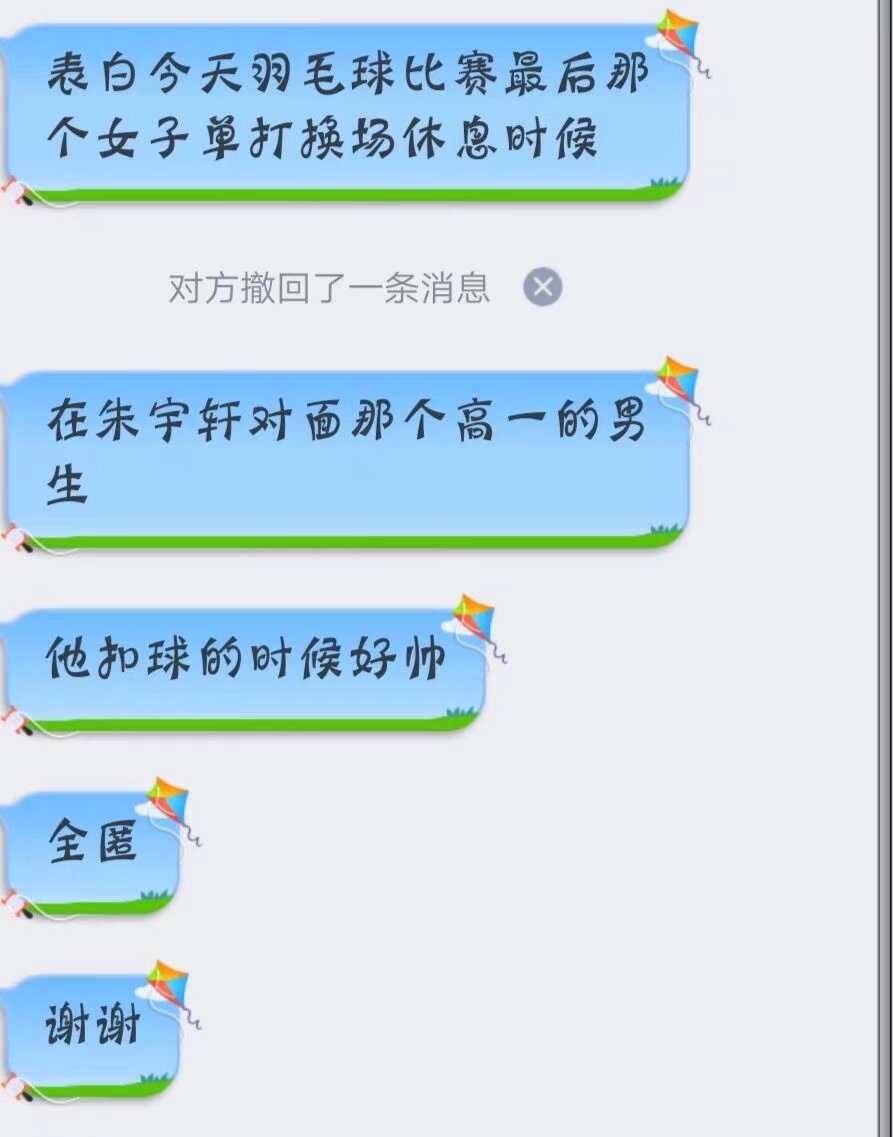 表白今天羽毛球比赛最后那
个女子单打换场休息时候
对方撤回了一条消息
在朱宇轩对面那个高一的男
生
他扣球的时候好帅
全匿
谢谢